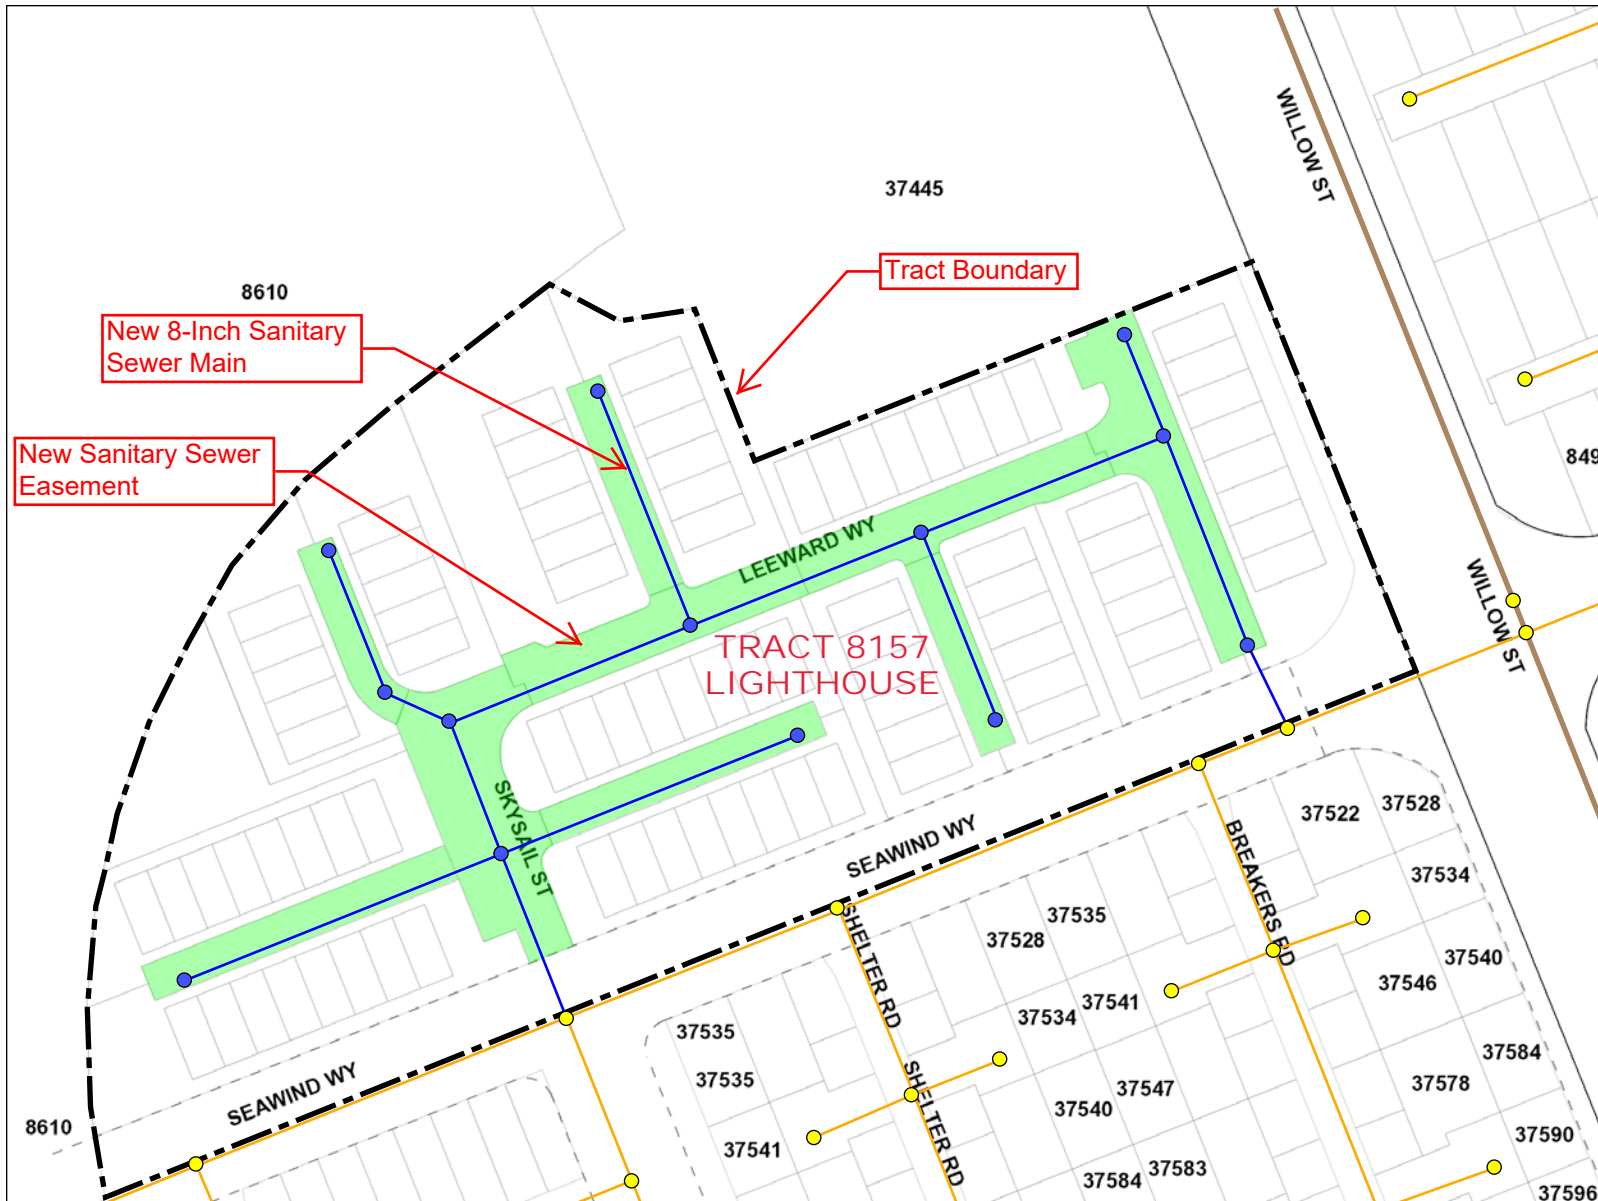 WILLOW ST
37445
Tract Boundary
8610
New 8-Inch Sanitary
Sewer Main
New Sanitary Sewer
Easement
849
LEEWARD WY
WILLOW ST
TRACT 8157
LIGHTHOUSE
SKYSAIL ST
SEAWIND WY
BREAKERS RD
37522
37528
37534
37535
37528
SHELTER RD
37540
37546
37541
37534
37535
37584
37535
SHELTER RD
37578
37547
37540
SEAWIND WY
8610
37541
37590
37583
37584
37596